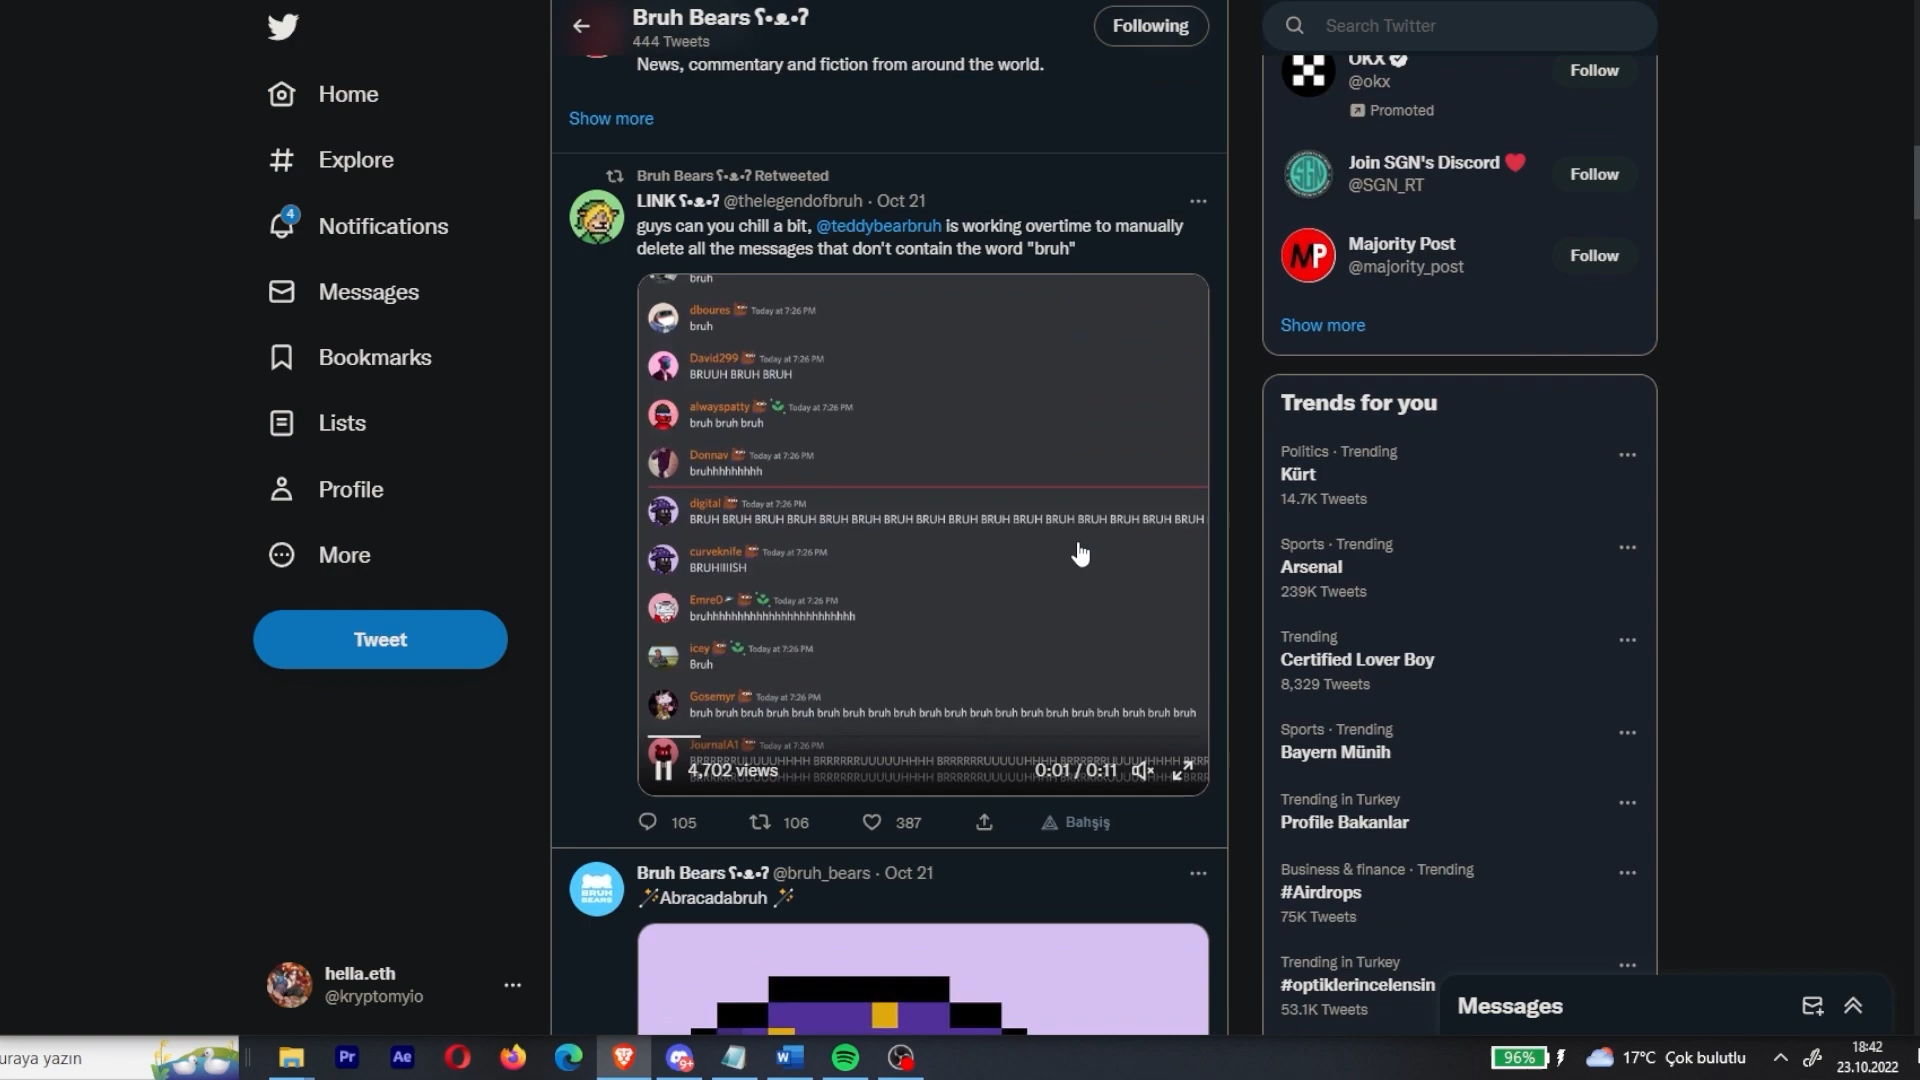 Home
Explore
4
Notifications
Messages
Bookmarks
Lists
Profile
More
Tweet
hella.eth
@kryptomyio
Bruh Bears ʕ•ᴥ•ʔ
444 Tweets
Following
News, commentary and fiction from around the world.
Show more
Bruh Bears ʕ•ᴥ•ʔ Retweeted
LINK ʕ•ᴥ•ʔ @thelegendofbruh · Oct 21
guys can you chill a bit, @teddybearbruh is working overtime to manually
delete all the messages that don't contain the word "bruh"
bruh
dboures Today at 7:26 PM
bruh
David299 Today at 7:26 PM
BRUUH BRUH BRUH
alwayspatty Today at 7:26 PM
bruh bruh bruh
Donnav Today at 7:26 PM
bruhhhhhhhhh
digital Today at 7:26 PM
BRUH BRUH BRUH BRUH BRUH BRUH BRUH BRUH BRUH BRUH BRUH BRUH BRUH BRUH BRUH BRUH
curveknife Today at 7:26 PM
BRUHIIIISH
EmreO Today at 7:26 PM
bruhhhhhhhhhhhhhhhhhhhhhhhh
icey Today at 7:26 PM
Bruh
Gosemyr Today at 7:26 PM
bruh bruh bruh bruh bruh bruh bruh bruh bruh bruh bruh bruh bruh bruh bruh bruh bruh bruh bruh bruh
JournalA1 Today at 7:26 PM
4,702 views
0:01 / 0:11
105
106
387
Bahşiş
Bruh Bears ʕ•ᴥ•ʔ @bruh_bears · Oct 21
BRUH
BEARS
Abracadabruh
Search Twitter
OKX
@okx
Promoted
Follow
SGN
Join SGN's Discord
@SGN_RT
Follow
MP
Majority Post
@majority_post
Follow
Show more
Trends for you
Politics · Trending
Kürt
14.7K Tweets
Sports · Trending
Arsenal
239K Tweets
Trending
Certified Lover Boy
8,329 Tweets
Sports · Trending
Bayern Münih
Trending in Turkey
Profile Bakanlar
Business & finance · Trending
#Airdrops
75K Tweets
Trending in Turkey
#optiklerincelensin
53.1K Tweets
Messages
uraya yazın
Pr
Ae
9+
W
96%
17°C Çok bulutlu
18:42
23.10.2022